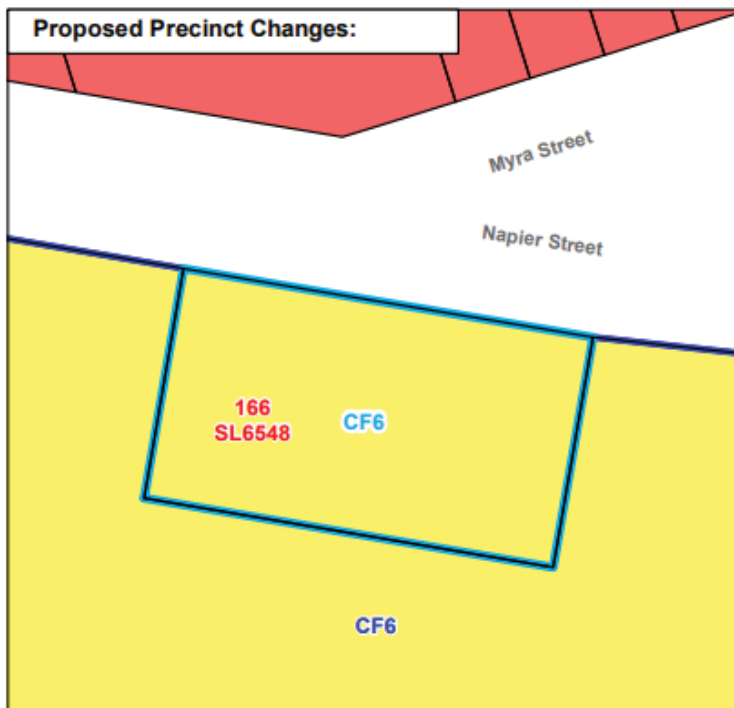 Proposed Precinct Changes:
Myra Street
Napier Street
166
SL6548
CF6
CF6